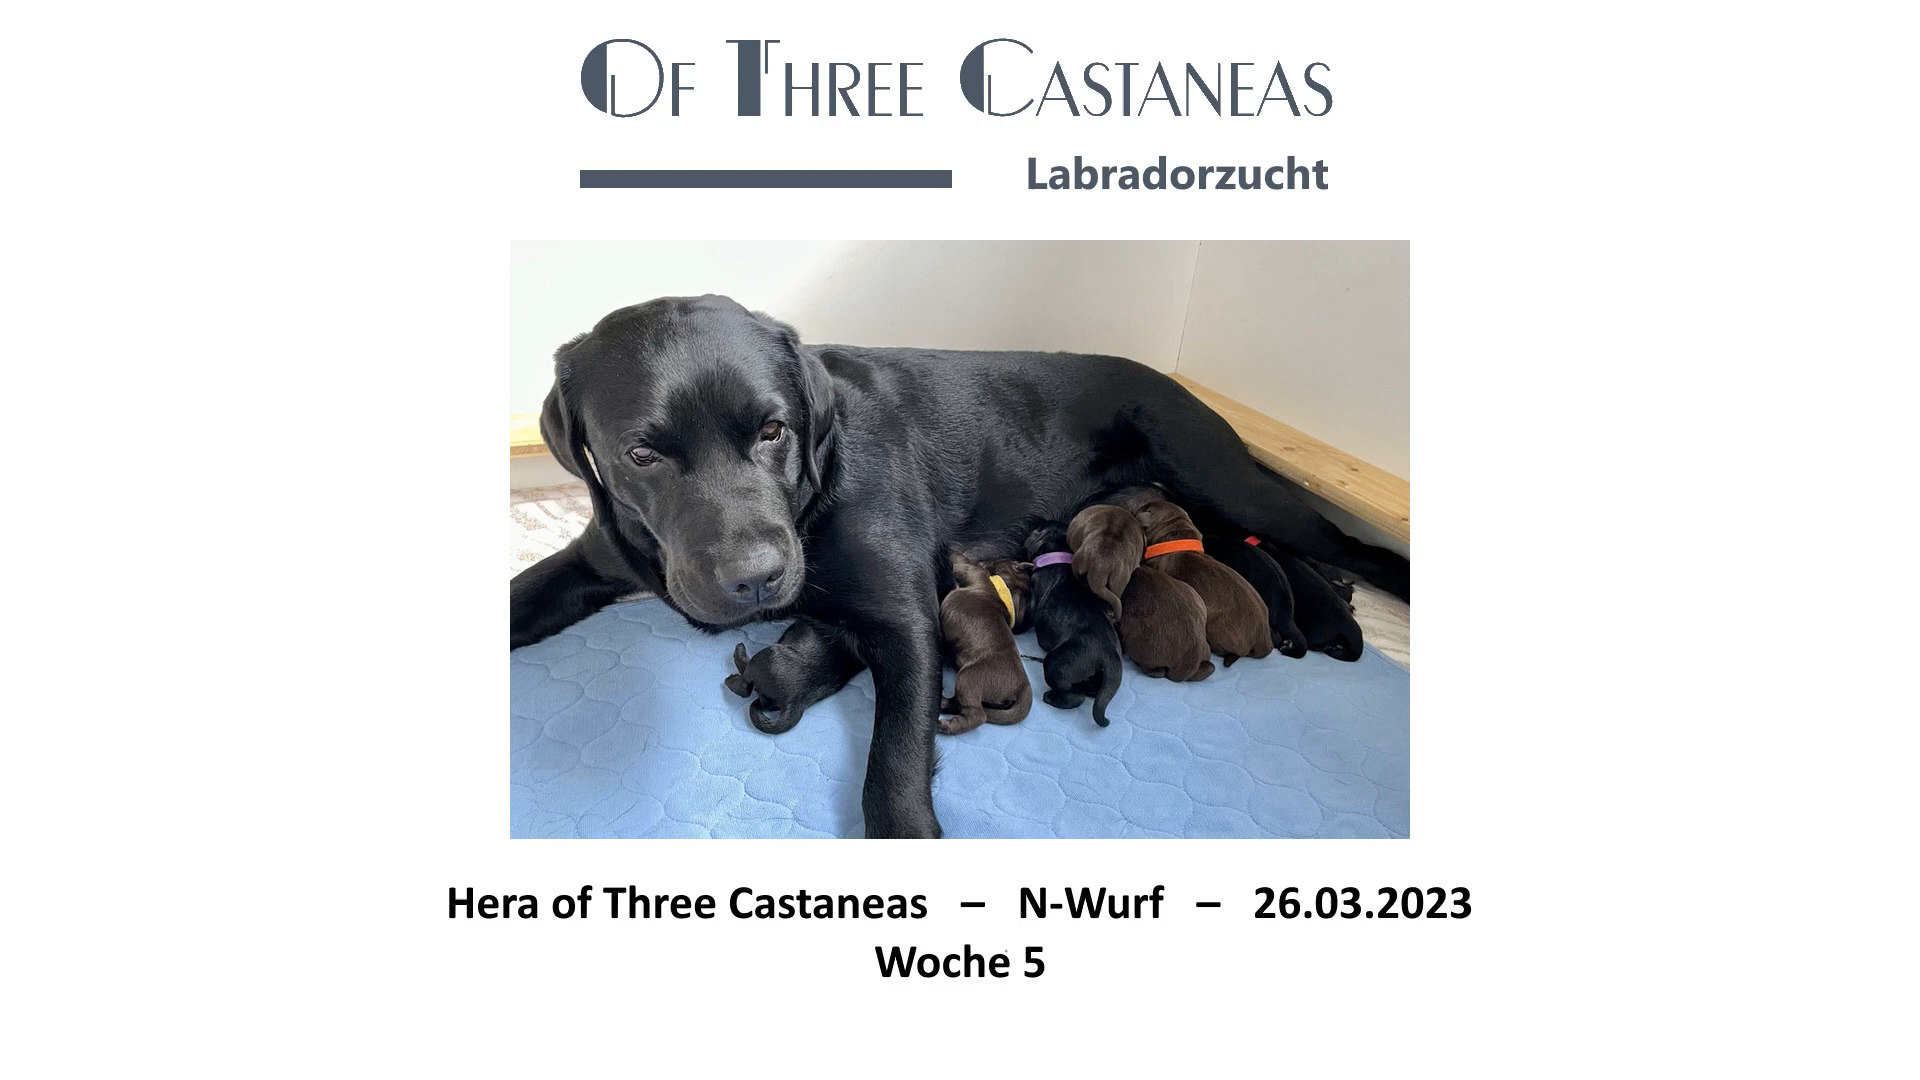 Of Three Castaneas
Labradorzucht
Hera of Three Castaneas – N-Wurf – 26.03.2023
Woche 5